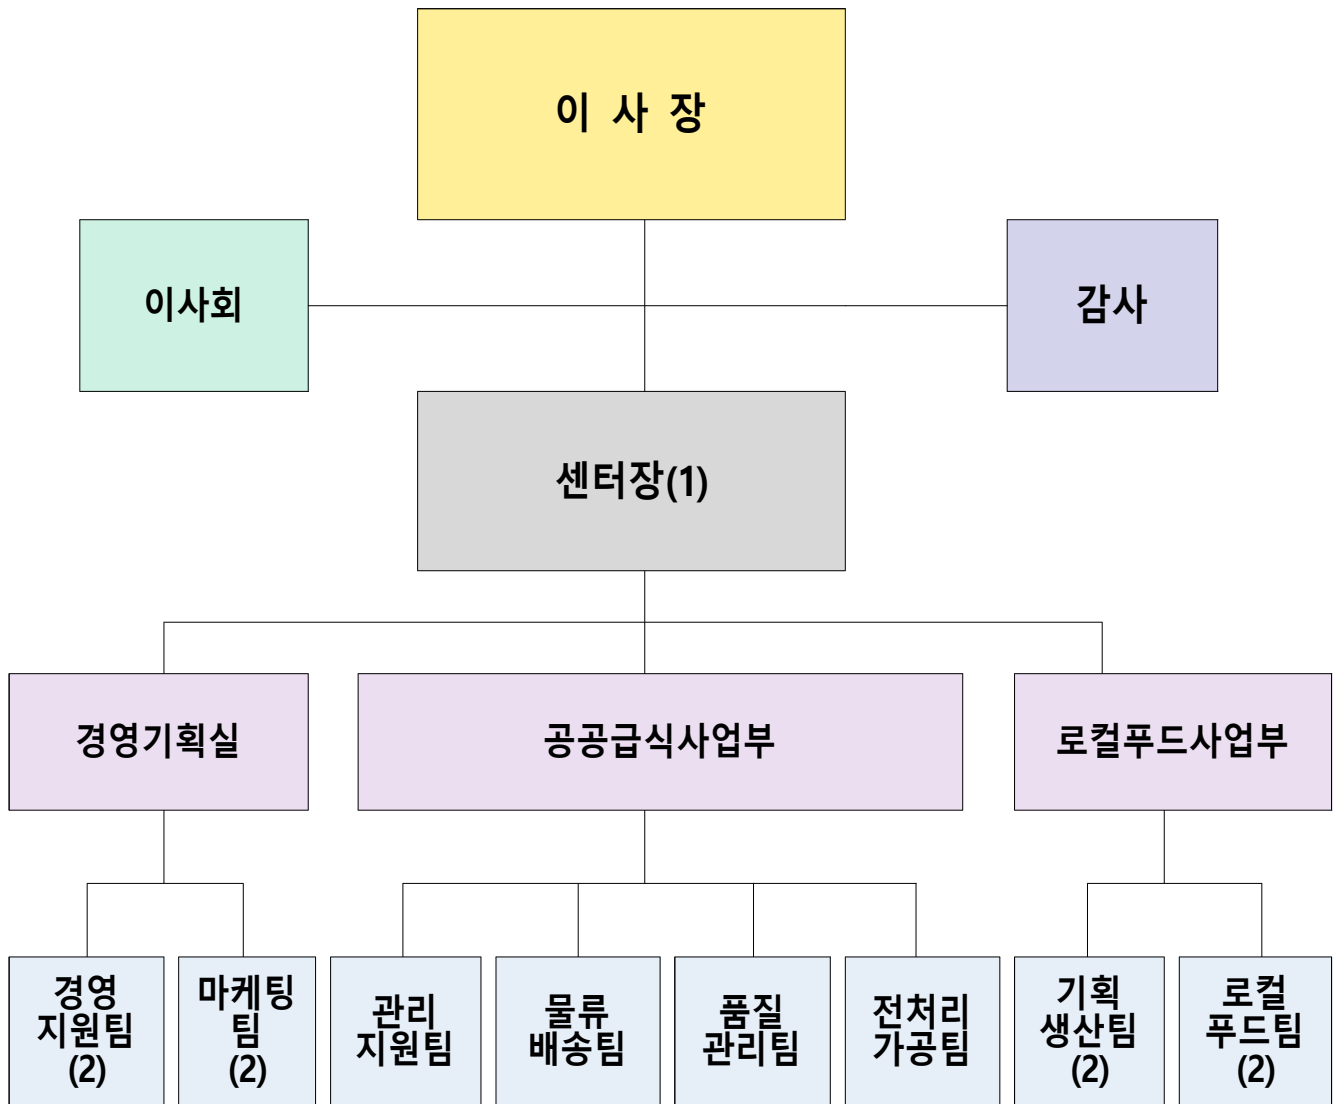 이 사 장
이사회
감사
센터장(1)
경영기획실
공공급식사업부
로컬푸드사업부
경영
지원팀
(2)
마케팅
팀
(2)
관리
지원팀
물류
배송팀
품질
관리팀
전처리
가공팀
기획
생산팀
(2)
로컬
푸드팀
(2)